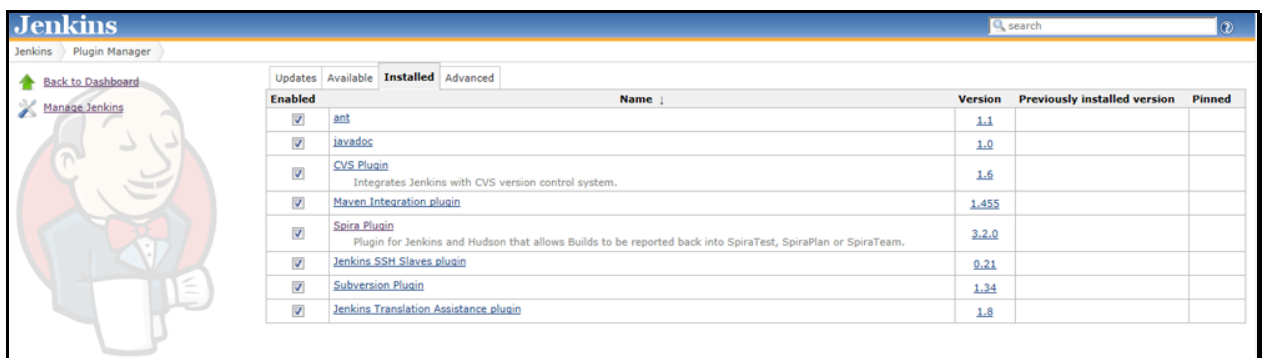 Jenkins
search
Jenkins Plugin Manager
Back to Dashboard
Manage Jenkins
Updates Available Installed Advanced
Enabled Name ↓ Version Previously installed version Pinned
ant 1.1
javadoc 1.0
CVS Plugin 1.6
Integrates Jenkins with CVS version control system.
Maven Integration plugin 1.455
Spira Plugin 3.2.0
Plugin for Jenkins and Hudson that allows Builds to be reported back into SpiraTest, SpiraPlan or SpiraTeam.
Jenkins SSH Slaves plugin 0.21
Subversion Plugin 1.34
Jenkins Translation Assistance plugin 1.8